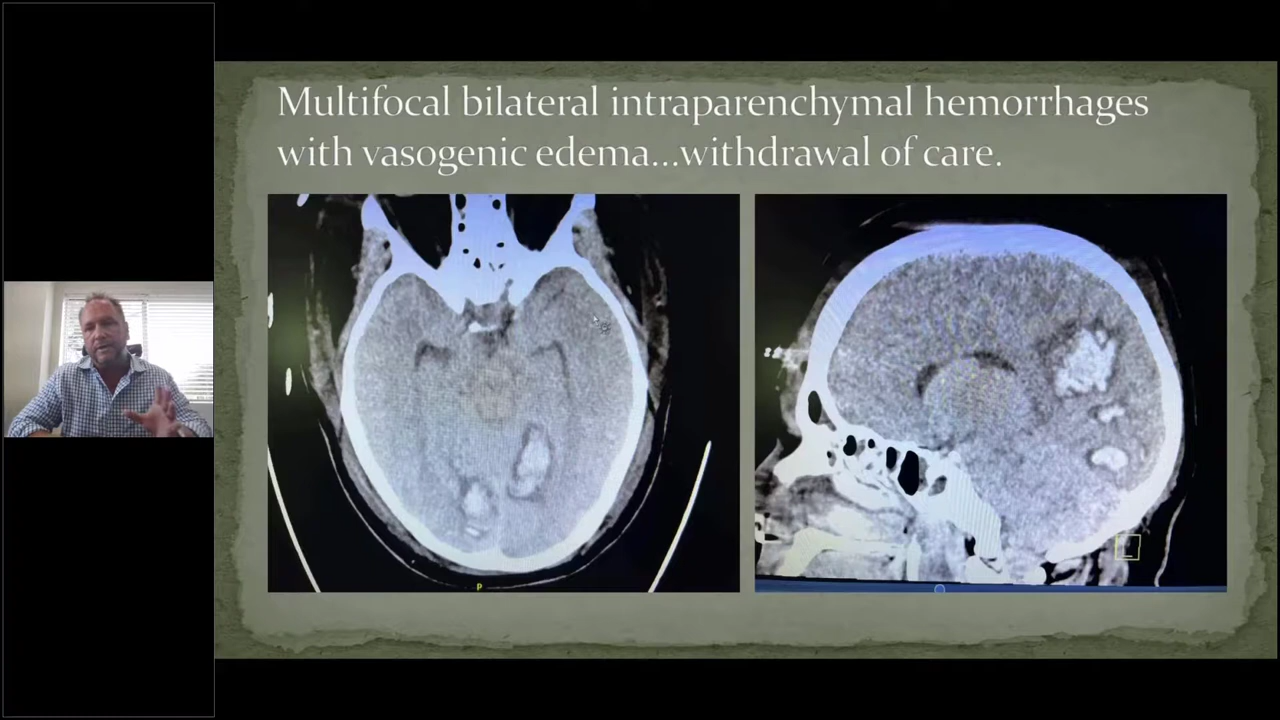 Multifocal bilateral intraparenchymal hemorrhages
with vasogenic edema...withdrawal of care.
P